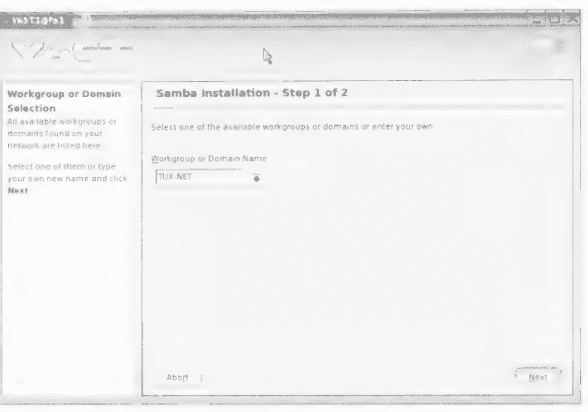 YaST2@fs1
Workgroup or Domain
Selection
All available workgroups or
domains found on your
network are listed here.
Select one of them or type
your own new name and click
Next
Samba Installation - Step 1 of 2
Select one of the available workgroups or domains or enter your own
Workgroup or Domain Name
TUX-NET
Abort
Next